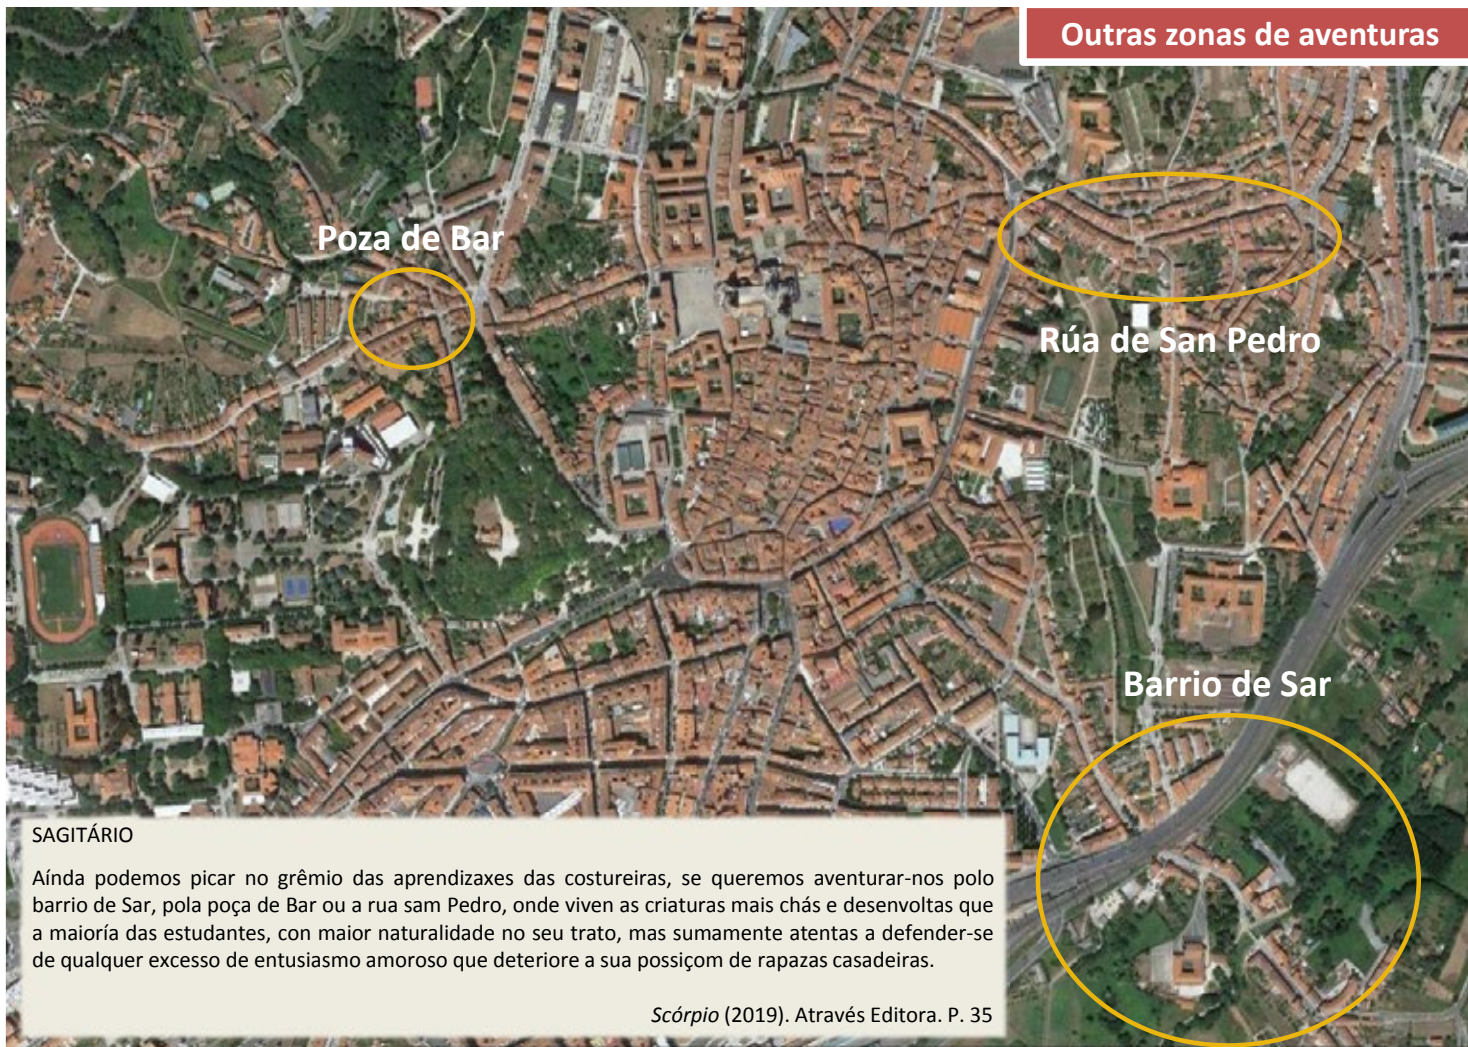 Outras zonas de aventuras
Poza de Bar
Rúa de San Pedro
Barrio de Sar
SAGITÁRIO
Aínda podemos picar no grêmio das aprendizaxes das costureiras, se queremos aventurar-nos polo
barrio de Sar, pola poça de Bar ou a rua sam Pedro, onde viven as criaturas mais chás e desenvoltas que
a maioría das estudantes, con maior naturalidade no seu trato, mas sumamente atentas a defender-se
de qualquer excesso de entusiasmo amoroso que deteriore a sua possiçom de rapazas casadeiras.
Scórpio (2019). Através Editora. P. 35